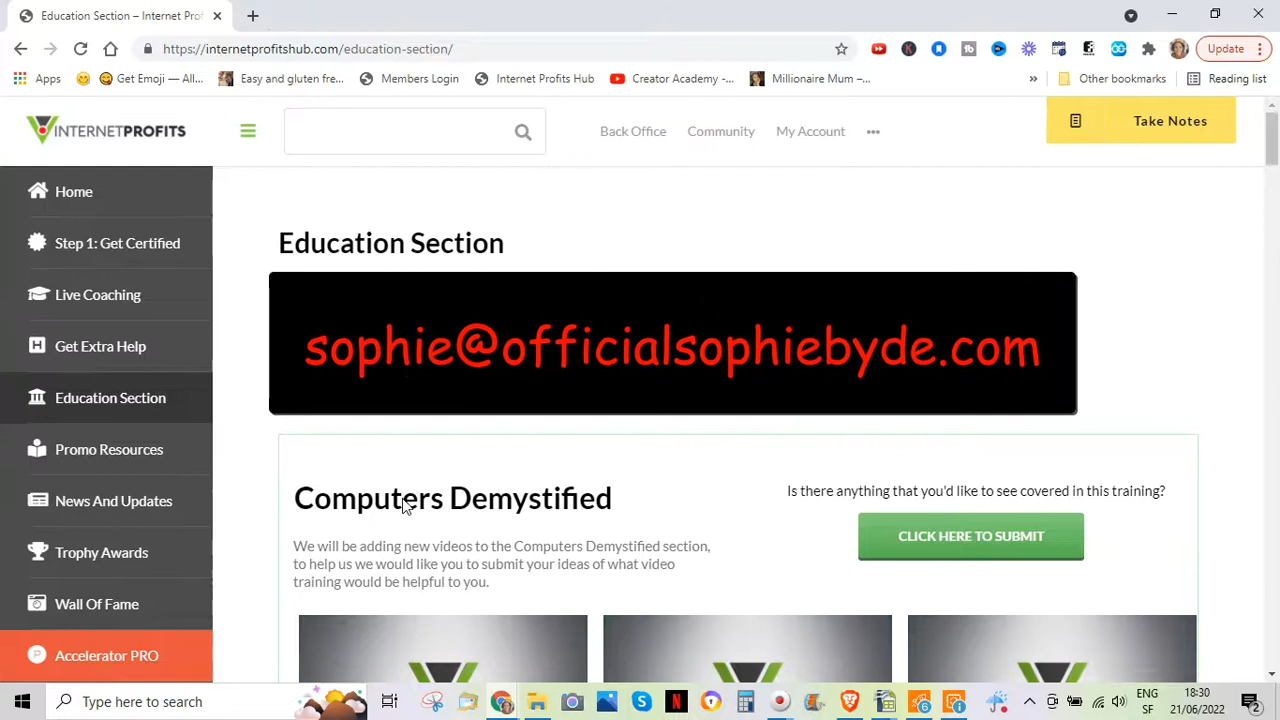 Education Section – Internet Prof
https://internetprofitshub.com/education-section/
Update
Apps
Get Emoji — All...
Easy and gluten fre...
Members Login
Internet Profits Hub
Creator Academy -...
Millionaire Mum –...
»
Other bookmarks
Reading list
INTERNETPROFITS
Back Office
Community
My Account
Take Notes
Home
Step 1: Get Certified
Live Coaching
Get Extra Help
Education Section
Promo Resources
News And Updates
Trophy Awards
Wall Of Fame
Accelerator PRO
Education Section
sophie@officialsophiebyde.com
Computers Demystified
We will be adding new videos to the Computers Demystified section,
to help us we would like you to submit your ideas of what video
training would be helpful to you.
Is there anything that you'd like to see covered in this training?
CLICK HERE TO SUBMIT
Type here to search
ENG
SF
18:30
21/06/2022